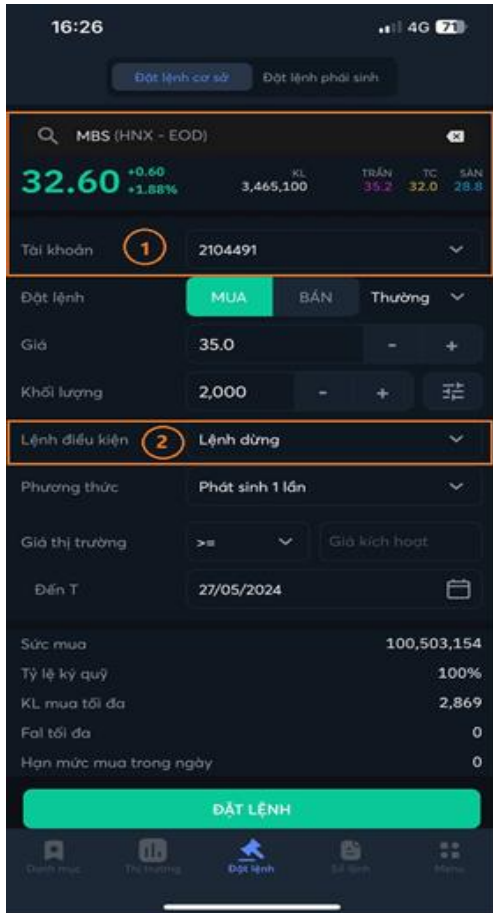 16:26 4G 71
Đặt lệnh cơ sở Đặt lệnh phái sinh
MBS (HNX - EOD)
32.60 +0.60 +1.88% KL 3,465,100 TRẦN 35.2 TC 32.0 SÀN 28.8
Tài khoản 1 2104491
Đặt lệnh MUA BÁN Thường
Giá 35.0 - +
Khối lượng 2,000 - +
Lệnh điều kiện 2 Lệnh dừng
Phương thức Phát sinh 1 lần
Giá thị trường >= Giá kích hoạt
Đến T 27/05/2024
Sức mua 100,503,154
Tỷ lệ ký quỹ 100%
KL mua tối đa 2,869
Fal tối đa 0
Hạn mức mua trong ngày 0
ĐẶT LỆNH
Danh mục Thị trường Đặt lệnh Sổ lệnh Menu